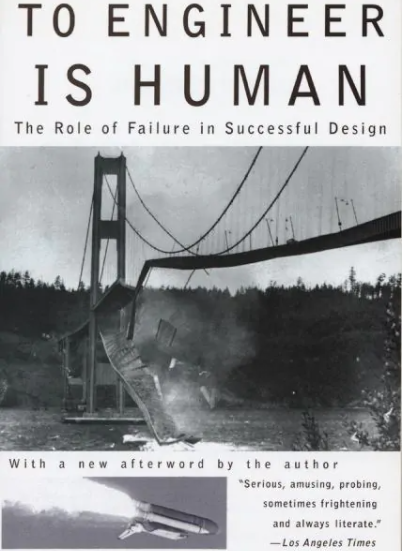 TO ENGINEER
IS HUMAN
The Role of Failure in Successful Design
With a new afterword by the author
"Serious, amusing, probing,
sometimes frightening
and always literate."
—Los Angeles Times